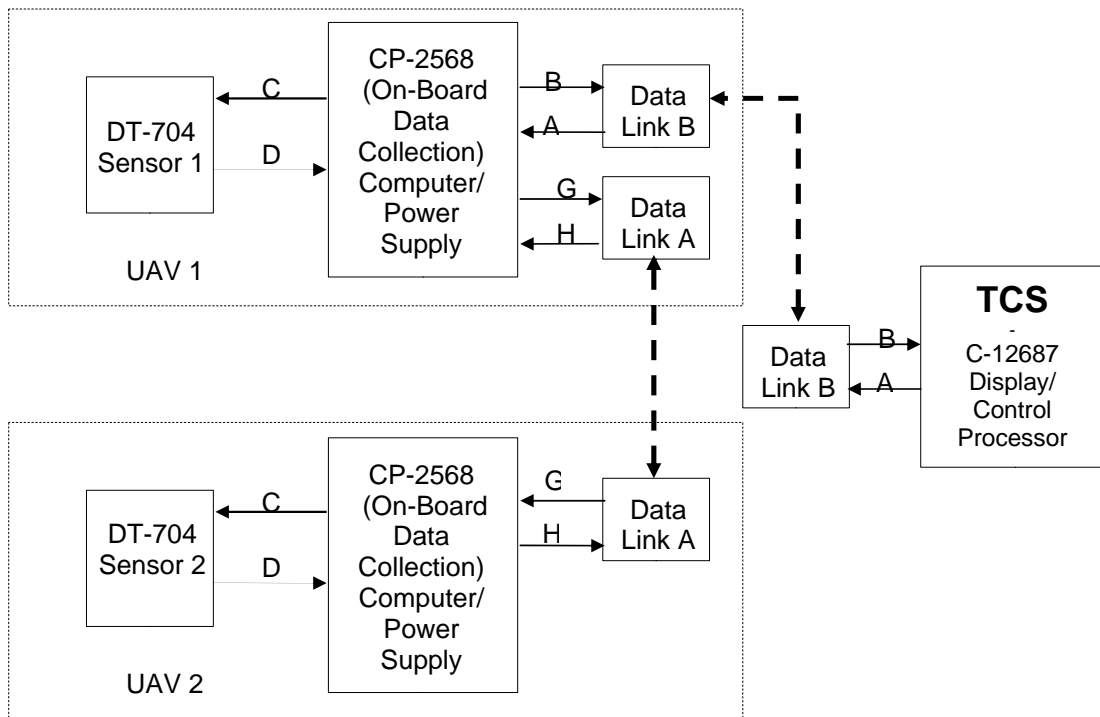 CP-2568
(On-Board
Data
Collection)
Computer/
Power
Supply
DT-704
Sensor 1
C
D
B
A
G
H
Data
Link B
Data
Link A
UAV 1
TCS
-
C-12687
Display/
Control
Processor
Data
Link B
B
A
CP-2568
(On-Board
Data
Collection)
Computer/
Power
Supply
DT-704
Sensor 2
C
D
G
H
Data
Link A
UAV 2